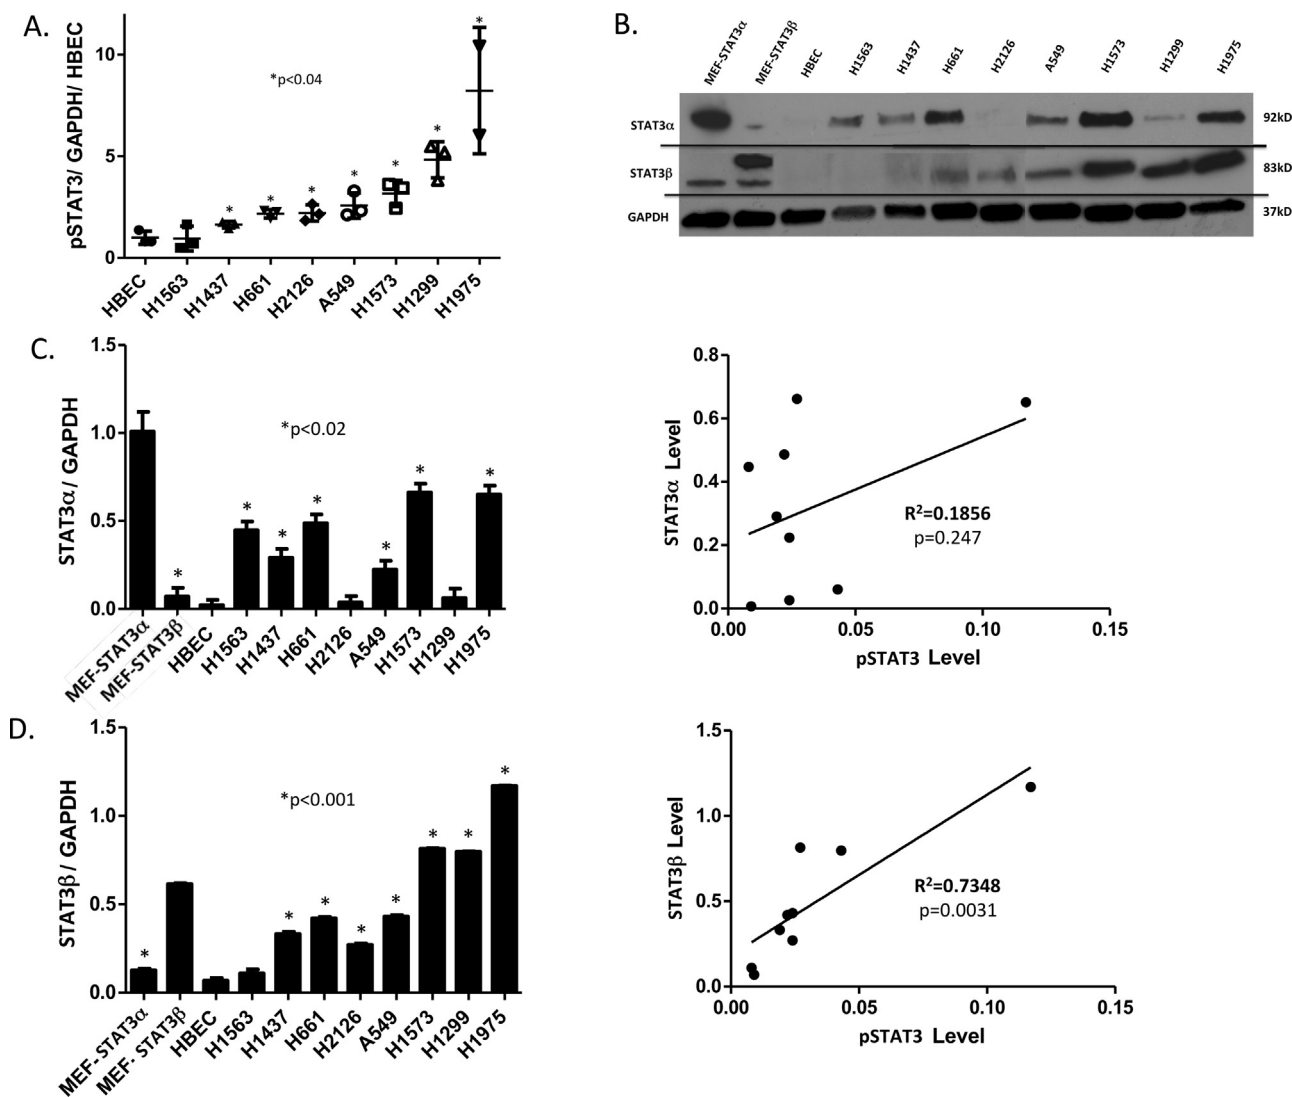 A.
pSTAT3/ GAPDH/ HBEC
10
5
0
*p<0.04
*
*
*
*
*
*
*
HBEC
H1563
H1437
H661
H2126
A549
H1573
H1299
H1975
B.
MEF-STAT3α
MEF-STAT3β
HBEC
H1563
H1437
H661
H2126
A549
H1573
H1299
H1975
STAT3α
92kD
STAT3β
83kD
GAPDH
37kD
C.
STAT3α/ GAPDH
1.5
1.0
0.5
0.0
*p<0.02
*
*
*
*
*
*
*
MEF-STAT3α
MEF-STAT3β
HBEC
H1563
H1437
H661
H2126
A549
H1573
H1299
H1975
STAT3α Level
0.8
0.6
0.4
0.2
0.0
R²=0.1856
p=0.247
0.00
0.05
0.10
0.15
pSTAT3 Level
D.
STAT3β/ GAPDH
1.5
1.0
0.5
0.0
*p<0.001
*
*
*
*
*
*
*
*
MEF- STAT3α
MEF- STAT3β
HBEC
H1563
H1437
H661
H2126
A549
H1573
H1299
H1975
STAT3β Level
1.5
1.0
0.5
0.0
R²=0.7348
p=0.0031
0.00
0.05
0.10
0.15
pSTAT3 Level